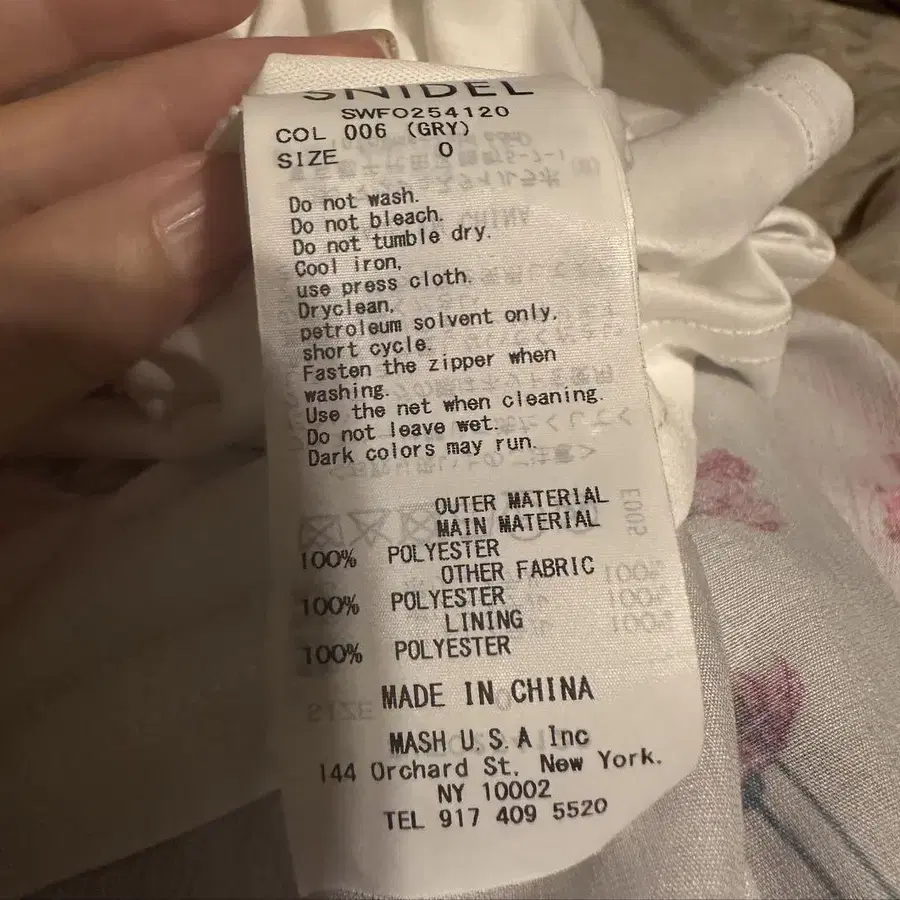 SNIDEL
SWFO254120
COL 006 (GRY)
SIZE 0
Do not wash.
Do not bleach.
Do not tumble dry.
Cool iron,
use press cloth.
Dryclean,
petroleum solvent only,
short cycle.
Fasten the zipper when
washing.
Use the net when cleaning.
Do not leave wet.
Dark colors may run.
OUTER MATERIAL
MAIN MATERIAL
100% POLYESTER
OTHER FABRIC
100% POLYESTER
LINING
100% POLYESTER
MADE IN CHINA
MASH U.S.A Inc
144 Orchard St, New York.
NY 10002
TEL 917 409 5520